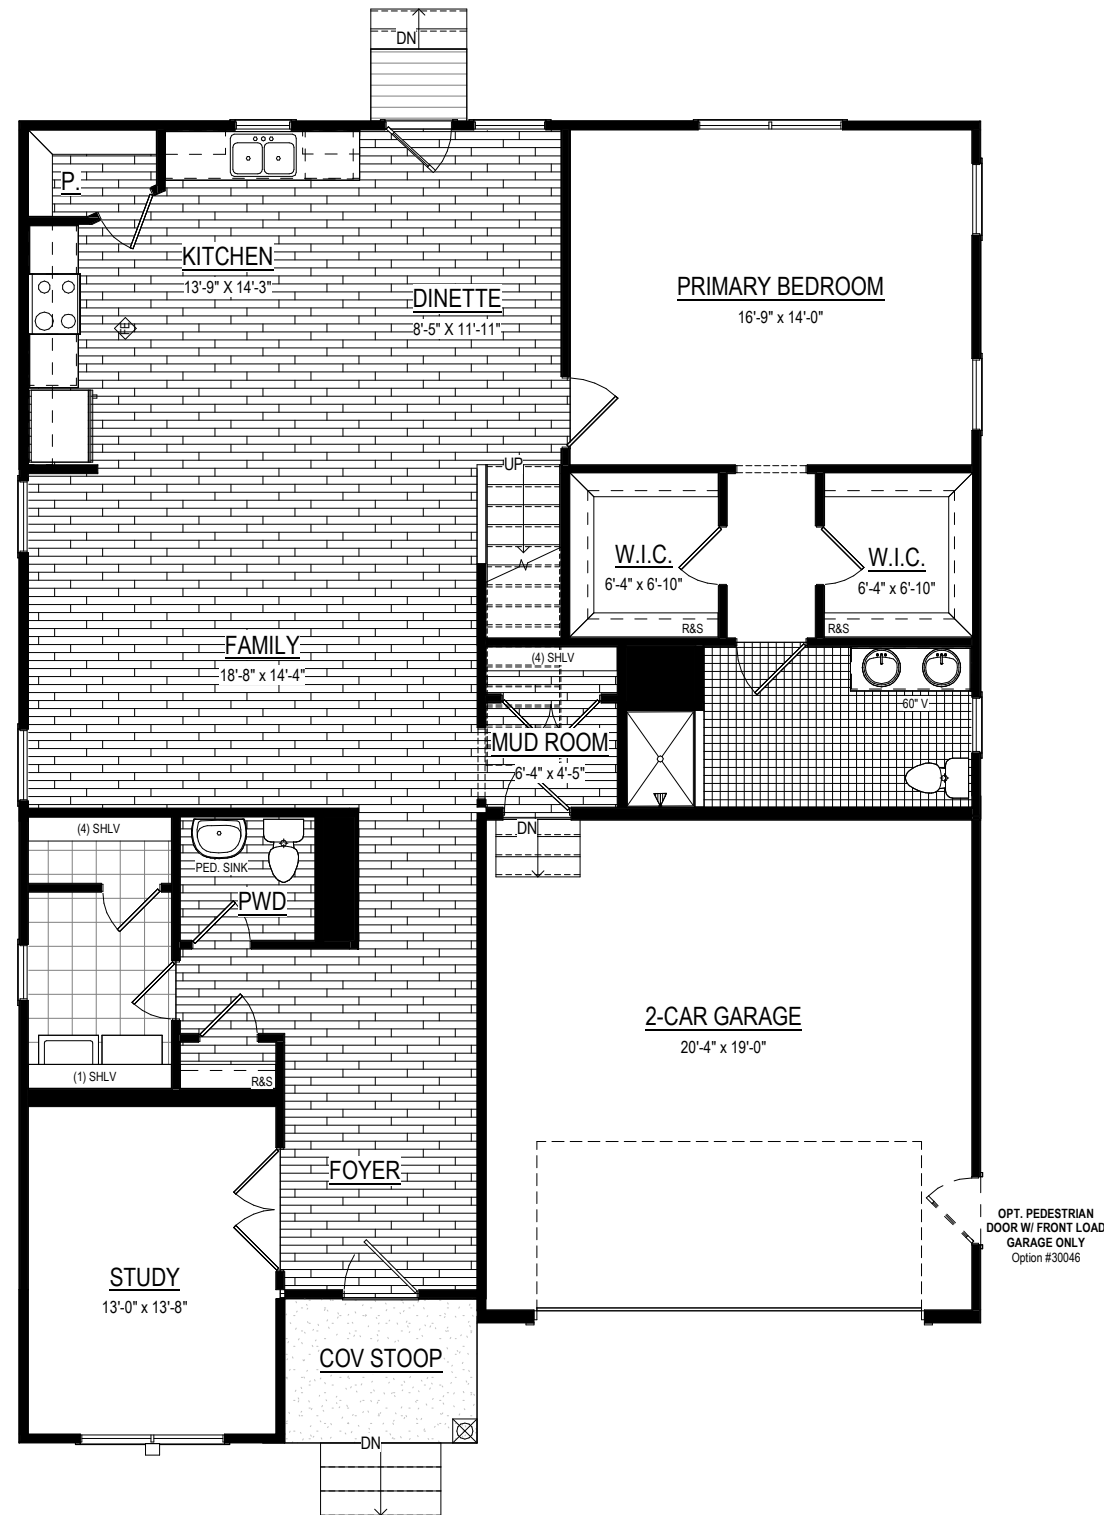 DN
P.
KITCHEN
13'-9" X 14'-3"
DINETTE
8'-5" X 11'-11"
PRIMARY BEDROOM
16'-9" x 14'-0"
UP
W.I.C.
6'-4" x 6'-10"
R&S
W.I.C.
6'-4" x 6'-10"
R&S
FAMILY
18'-8" x 14'-4"
(4) SHLV
60" V
MUD ROOM
6'-4" x 4'-5"
DN
(4) SHLV
PED. SINK
PWD
2-CAR GARAGE
20'-4" x 19'-0"
(1) SHLV
R&S
FOYER
OPT. PEDESTRIAN
DOOR W/ FRONT LOAD
GARAGE ONLY
Option #30046
STUDY
13'-0" x 13'-8"
COV STOOP
DN